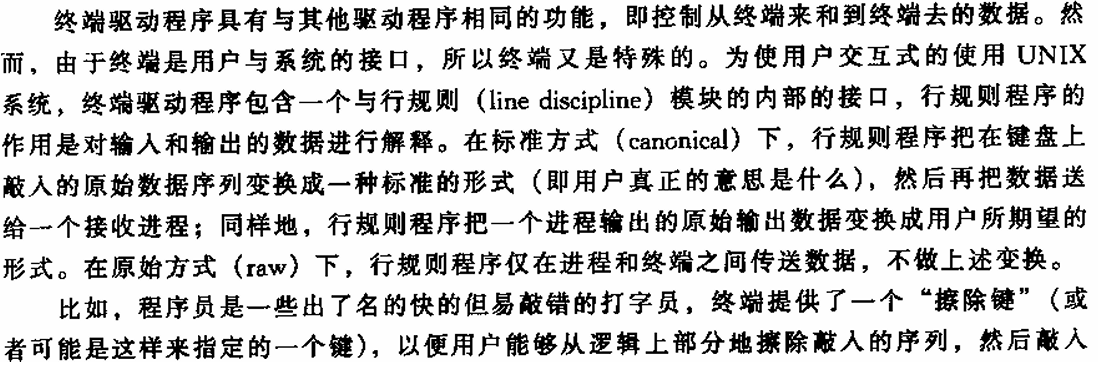 终端驱动程序具有与其他驱动程序相同的功能，即控制从终端来和到终端去的数据。然
而，由于终端是用户与系统的接口，所以终端又是特殊的。为使用户交互式的使用 UNIX
系统，终端驱动程序包含一个与行规则（line discipline）模块的内部的接口，行规则程序的
作用是对输入和输出的数据进行解释。在标准方式（canonical）下，行规则程序把在键盘上
敲入的原始数据序列变换成一种标准的形式（即用户真正的意思是什么），然后再把数据送
给一个接收进程；同样地，行规则程序把一个进程输出的原始输出数据变换成用户所期望的
形式。在原始方式（raw）下，行规则程序仅在进程和终端之间传送数据，不做上述变换。
比如，程序员是一些出了名的快的但易敲错的打字员，终端提供了一个“擦除键”（或
者可能是这样来指定的一个键），以便用户能够从逻辑上部分地擦除敲入的序列，然后敲入